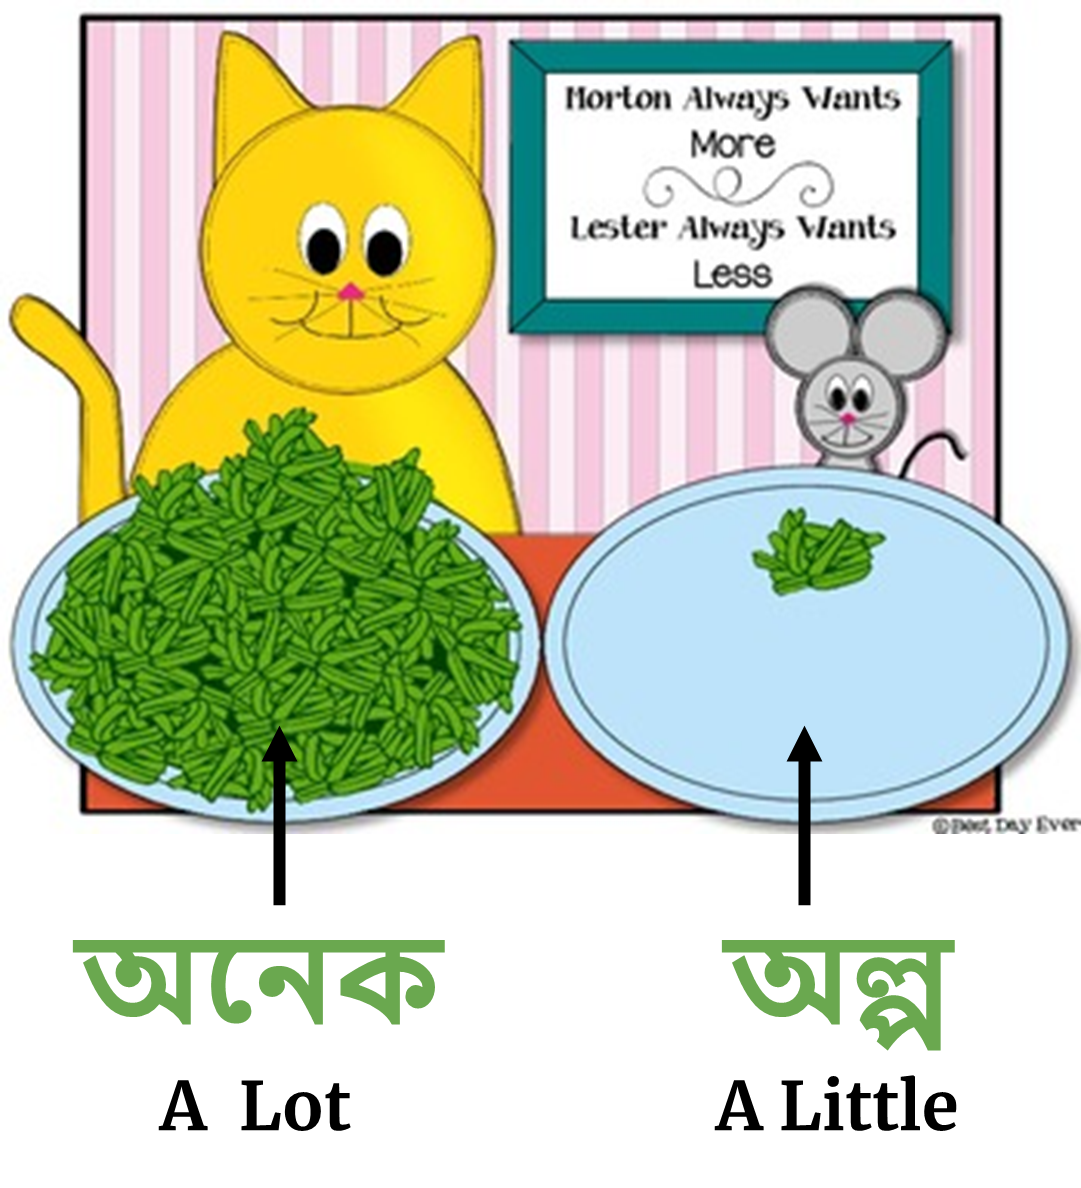 Morton Always Wants
More
Lester Always Wants
Less
©Best Day Ever
অনেক
অল্প
A Lot
A Little